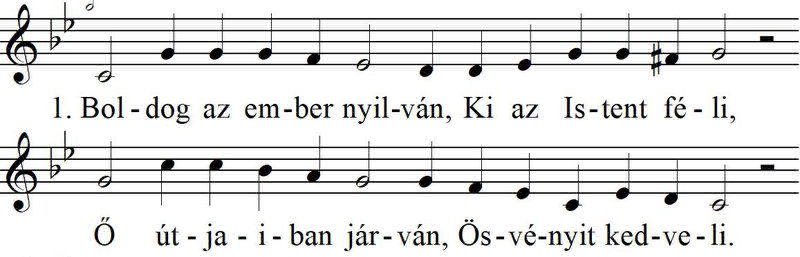 1. Bol - dog az em - ber nyil - ván, Ki az Is - tent fé - li,
Ő út - ja - i - ban jár - ván, Ös - vé - nyit ked - ve - li.